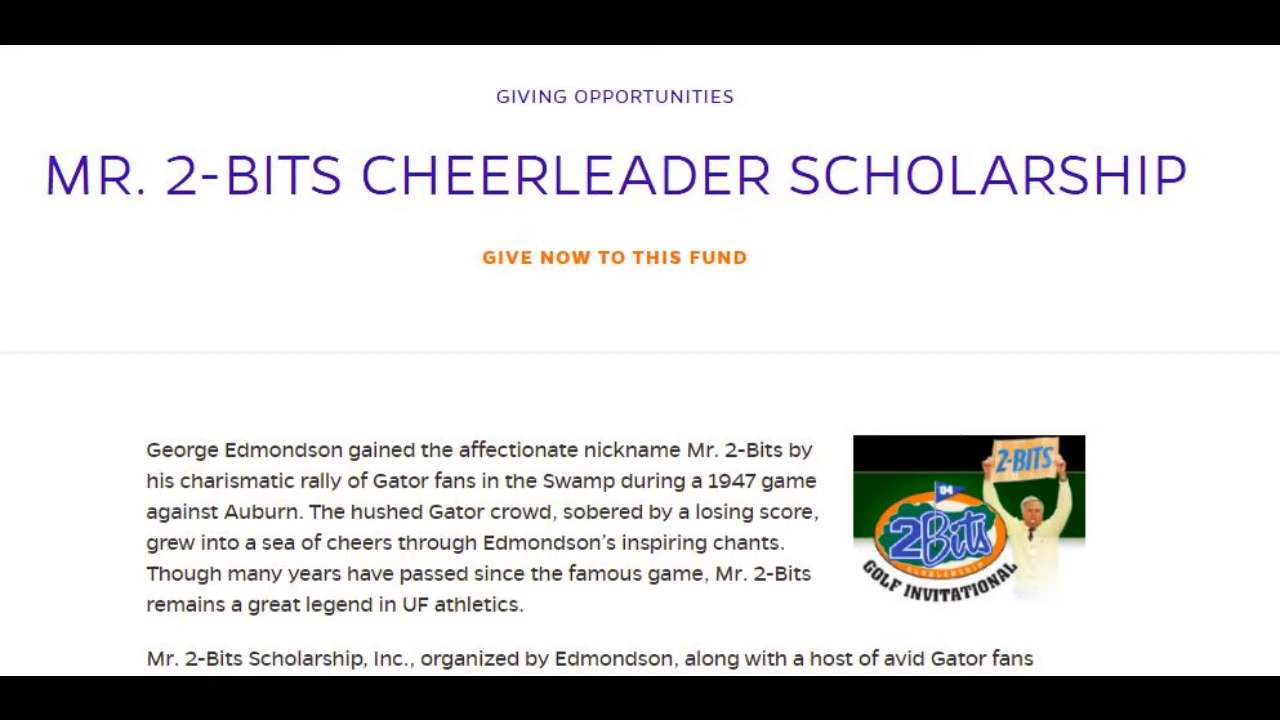 GIVING OPPORTUNITIES
MR. 2-BITS CHEERLEADER SCHOLARSHIP
GIVE NOW TO THIS FUND
George Edmondson gained the affectionate nickname Mr. 2-Bits by
his charismatic rally of Gator fans in the Swamp during a 1947 game
against Auburn. The hushed Gator crowd, sobered by a losing score,
grew into a sea of cheers through Edmondson’s inspiring chants.
Though many years have passed since the famous game, Mr. 2-Bits
remains a great legend in UF athletics.
2-BITS
04
2Bits
SCHOLARSHIP
GOLF INVITATIONAL
Mr. 2-Bits Scholarship, Inc., organized by Edmondson, along with a host of avid Gator fans